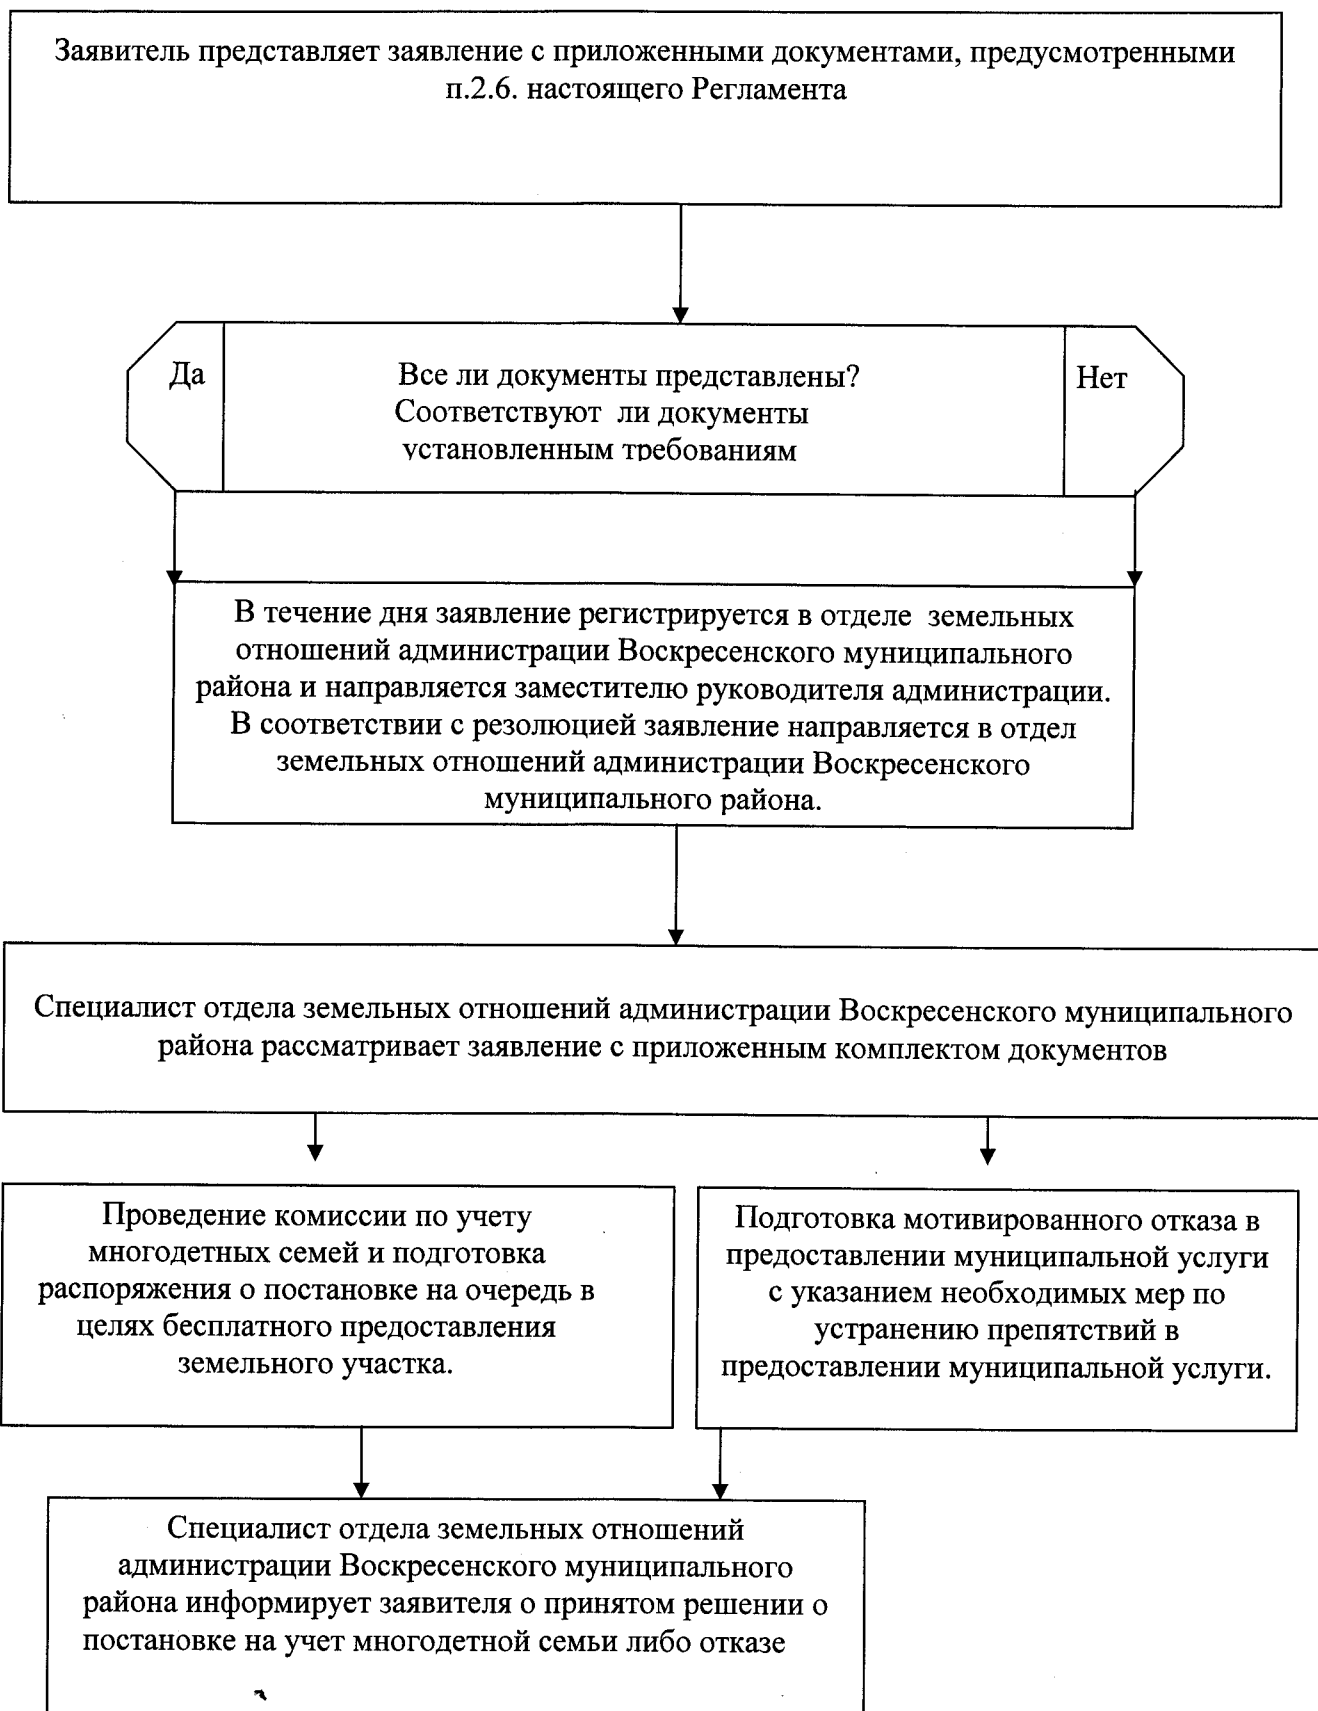 Заявитель представляет заявление с приложенными документами, предусмотренными
п.2.6. настоящего Регламента
Да
Все ли документы представлены?
Соответствуют ли документы
установленным требованиям
Нет
В течение дня заявление регистрируется в отделе земельных
отношений администрации Воскресенского муниципального
района и направляется заместителю руководителя администрации.
В соответствии с резолюцией заявление направляется в отдел
земельных отношений администрации Воскресенского
муниципального района.
Специалист отдела земельных отношений администрации Воскресенского муниципального
района рассматривает заявление с приложенным комплектом документов
Проведение комиссии по учету
многодетных семей и подготовка
распоряжения о постановке на очередь в
целях бесплатного предоставления
земельного участка.
Подготовка мотивированного отказа в
предоставлении муниципальной услуги
с указанием необходимых мер по
устранению препятствий в
предоставлении муниципальной услуги.
Специалист отдела земельных отношений
администрации Воскресенского муниципального
района информирует заявителя о принятом решении о
постановке на учет многодетной семьи либо отказе